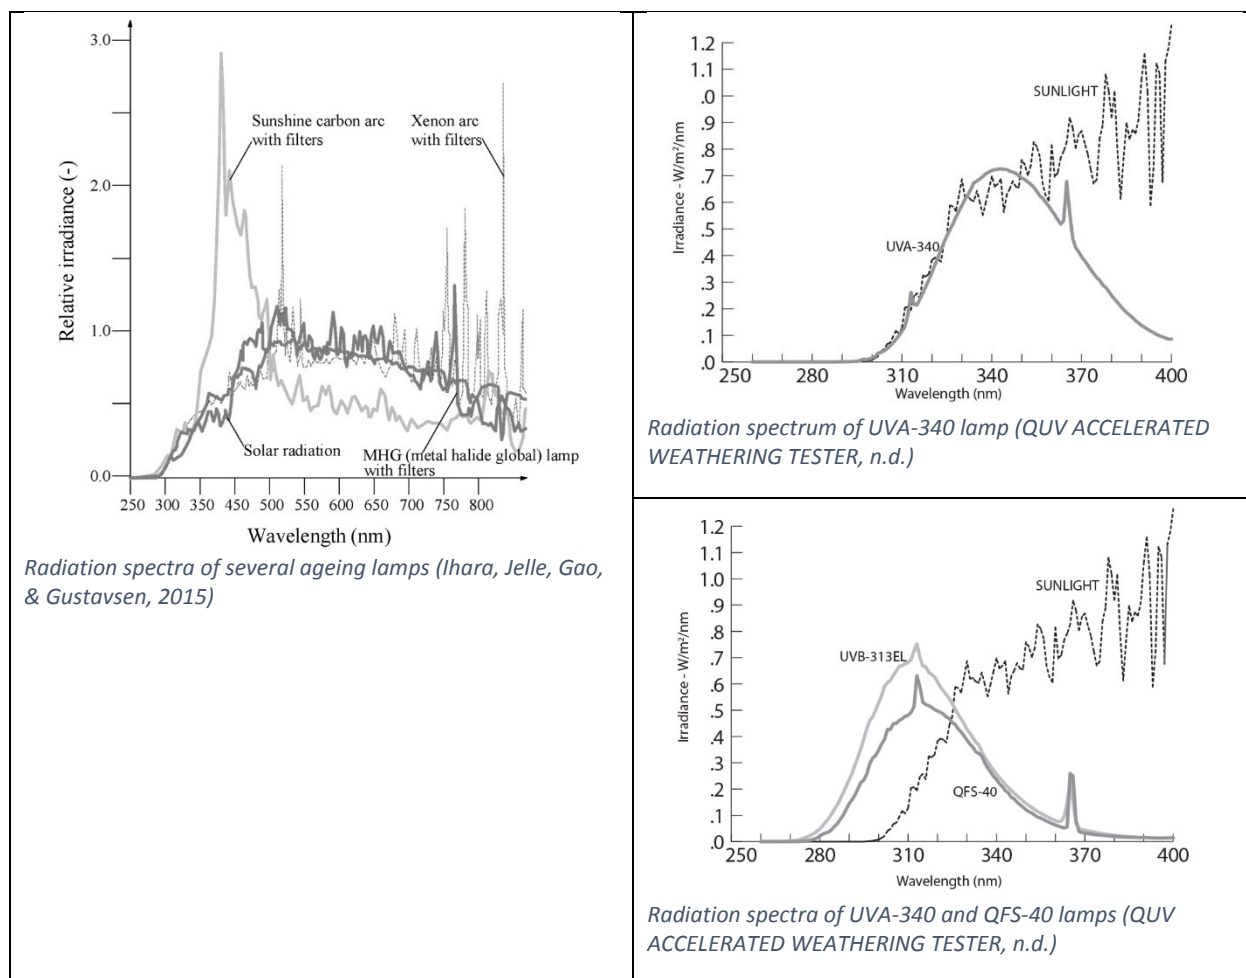 3.0
2.0
1.0
0.0
Relative irradiance (-)
Sunshine carbon arc
with filters
Xenon arc
with filters
Solar radiation
MHG (metal halide global) lamp
with filters
250 300 350 450 500 550 600 650 700 750 800
Wavelength (nm)
Radiation spectra of several ageing lamps (Ihara, Jelle, Gao,
& Gustavsen, 2015)
1.2
1.1
.0
.9
.8
.7
.6
.5
.4
.3
.2
.1
.0
Irradiance - W/m²/nm
SUNLIGHT
UVA-340
250 280 310 340 370 400
Wavelength (nm)
Radiation spectrum of UVA-340 lamp (QUV ACCELERATED
WEATHERING TESTER, n.d.)
1.2
1.1
1.0
.9
.8
.7
.6
.5
.4
.3
.2
.1
.0
Irradiance - W/m²/nm
SUNLIGHT
UVB-313EL
QFS-40
250 280 310 340 370 400
Wavelength (nm)
Radiation spectra of UVA-340 and QFS-40 lamps (QUV
ACCELERATED WEATHERING TESTER, n.d.)